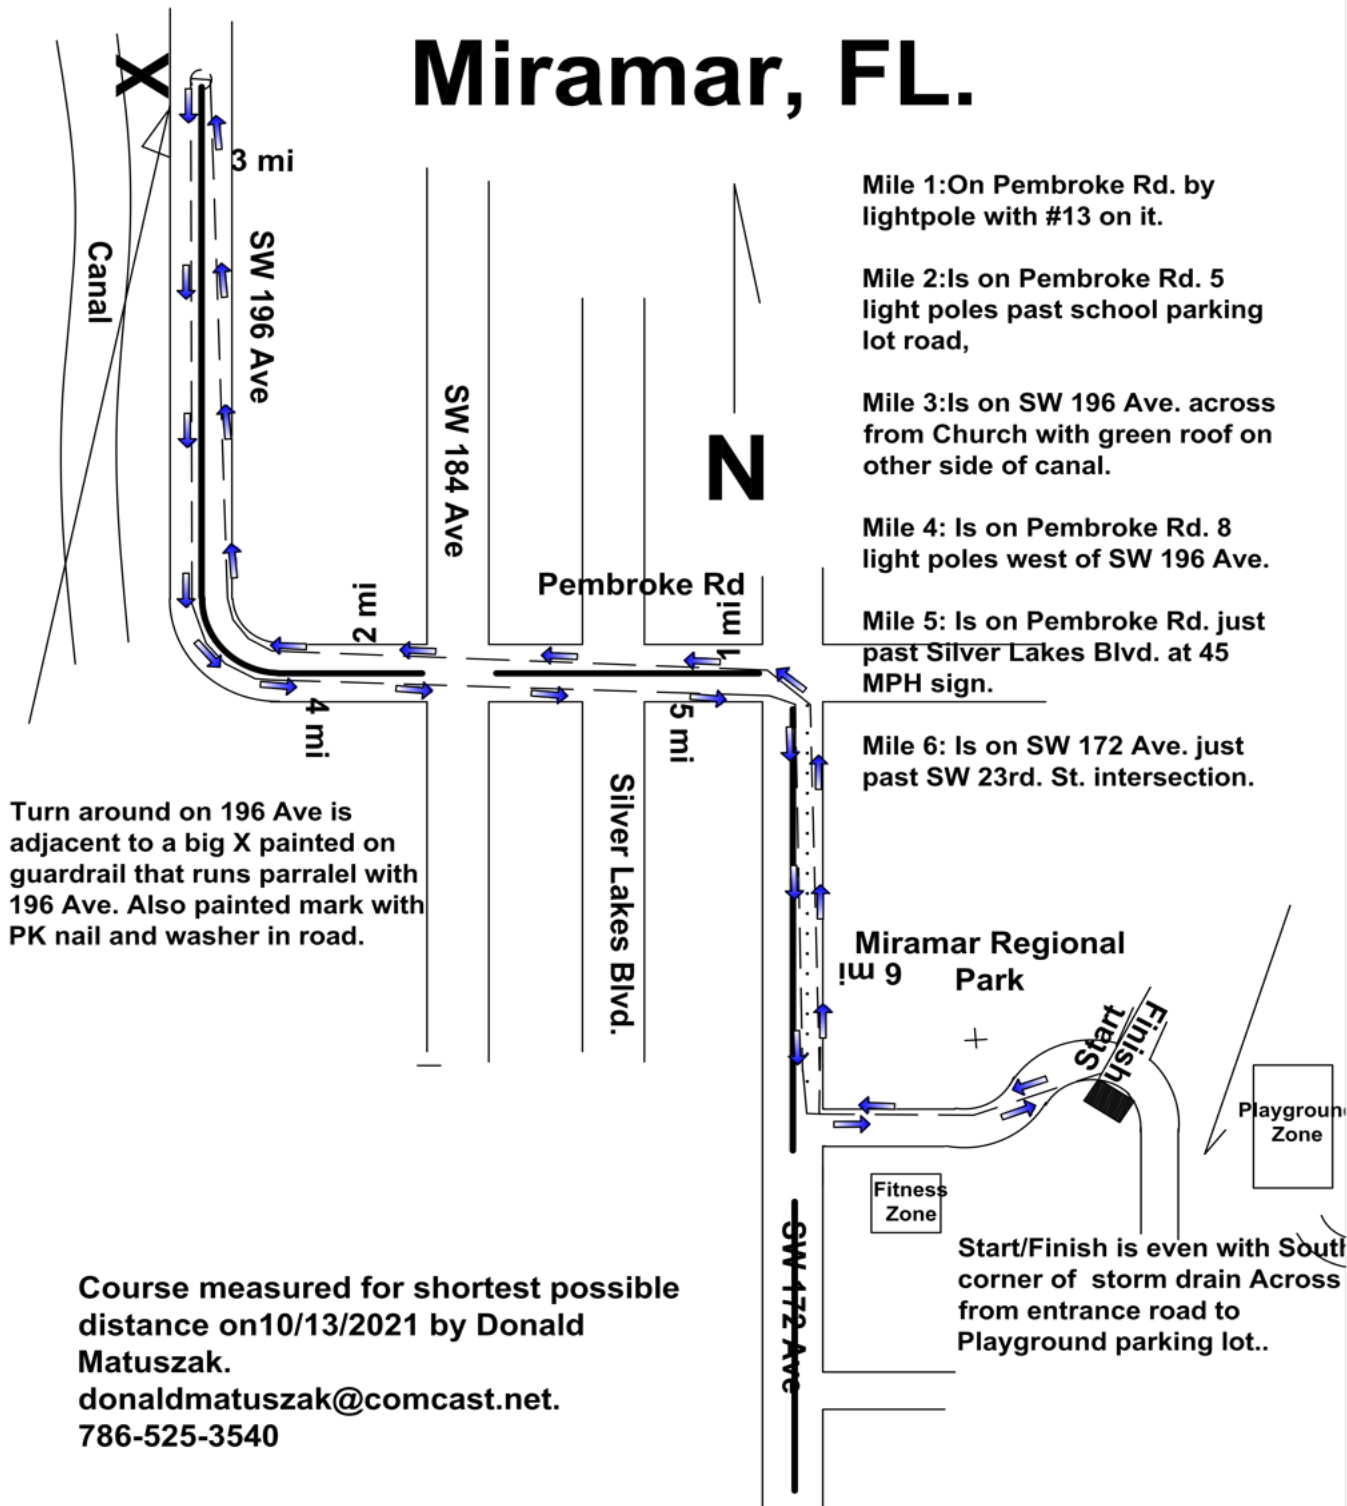 Miramar, FL.
X
3 mi
Canal
SW 196 Ave
SW 184 Ave
N
Mile 1:On Pembroke Rd. by
lightpole with #13 on it.
Mile 2:Is on Pembroke Rd. 5
light poles past school parking
lot road,
Mile 3:Is on SW 196 Ave. across
from Church with green roof on
other side of canal.
Mile 4: Is on Pembroke Rd. 8
light poles west of SW 196 Ave.
Mile 5: Is on Pembroke Rd. just
past Silver Lakes Blvd. at 45
MPH sign.
Mile 6: Is on SW 172 Ave. just
past SW 23rd. St. intersection.
Pembroke Rd
2 mi
1 mi
4 mi
5 mi
Silver Lakes Blvd.
Turn around on 196 Ave is
adjacent to a big X painted on
guardrail that runs parralel with
196 Ave. Also painted mark with
PK nail and washer in road.
Miramar Regional
Park
6 mi
Start
Finish
Playground
Zone
Fitness
Zone
SW 172 Ave
Start/Finish is even with South
corner of storm drain Across
from entrance road to
Playground parking lot..
Course measured for shortest possible
distance on10/13/2021 by Donald
Matuszak.
donaldmatuszak@comcast.net.
786-525-3540